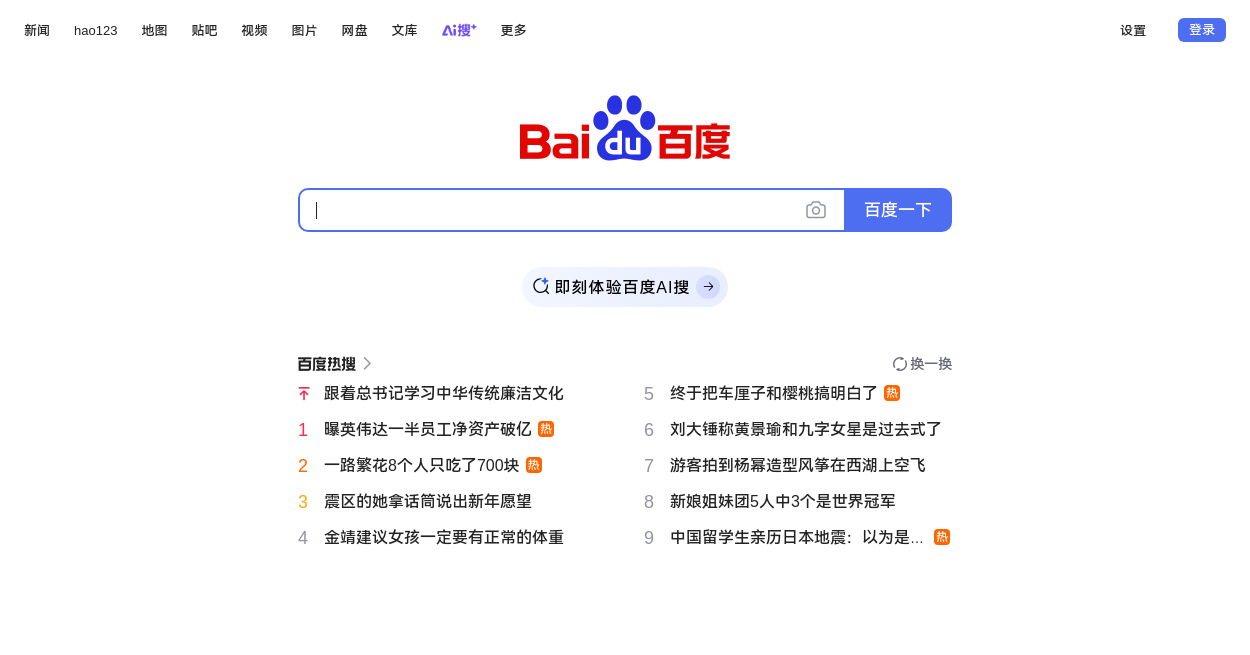 新闻 hao123 地图 贴吧 视频 图片 网盘 文库 Ai搜+ 更多 设置 登录
Bai du 百度
百度一下
即刻体验百度AI搜
百度热搜 换一换
跟着总书记学习中华传统廉洁文化
1 曝英伟达一半员工净资产破亿 热
2 一路繁花8个人只吃了700块 热
3 震区的她拿话筒说出新年愿望
4 金靖建议女孩一定要有正常的体重
5 终于把车厘子和樱桃搞明白了 热
6 刘大锤称黄景瑜和九字女星是过去式了
7 游客拍到杨幂造型风筝在西湖上空飞
8 新娘姐妹团5人中3个是世界冠军
9 中国留学生亲历日本地震：以为是... 热